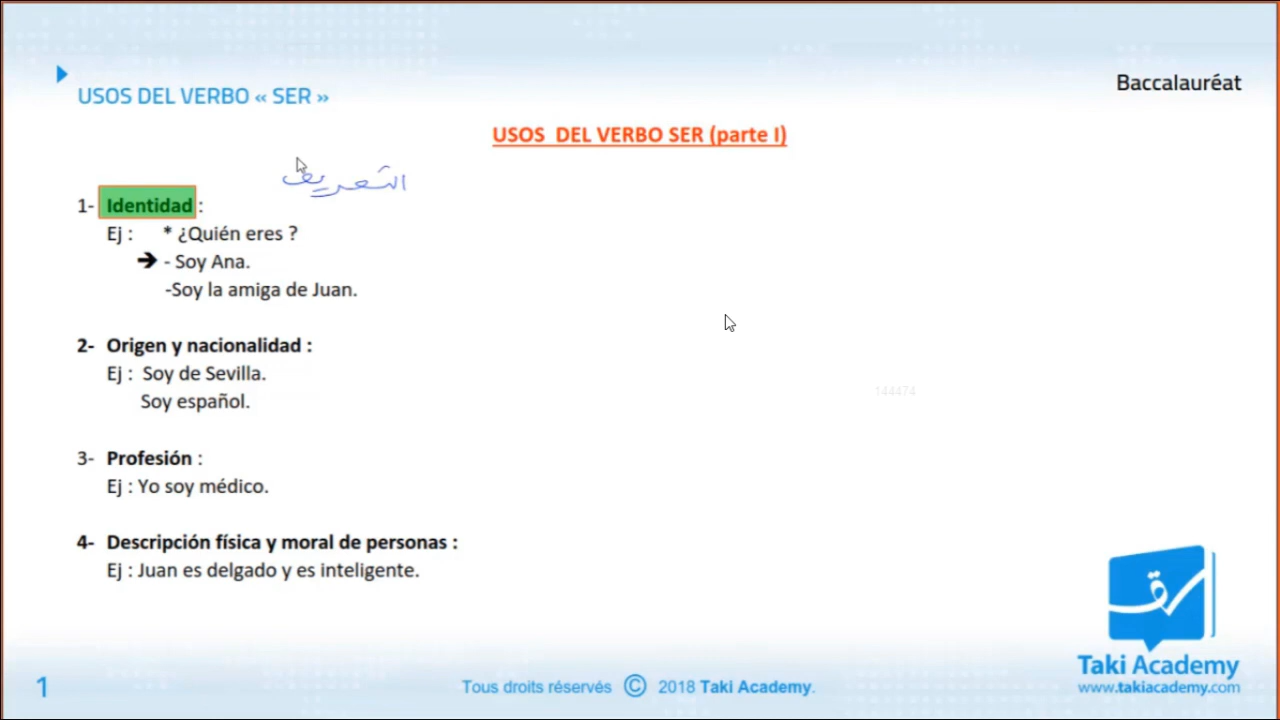 Baccalauréat
USOS DEL VERBO « SER »
USOS DEL VERBO SER (parte I)
التعريف
1- Identidad :
Ej : * ¿Quién eres ?
➔ - Soy Ana.
-Soy la amiga de Juan.
2- Origen y nacionalidad :
Ej : Soy de Sevilla.
Soy español.
144474
3- Profesión :
Ej : Yo soy médico.
4- Descripción física y moral de personas :
Ej : Juan es delgado y es inteligente.
Taki Academy
www.takiacademy.com
1
Tous droits réservés © 2018 Taki Academy.